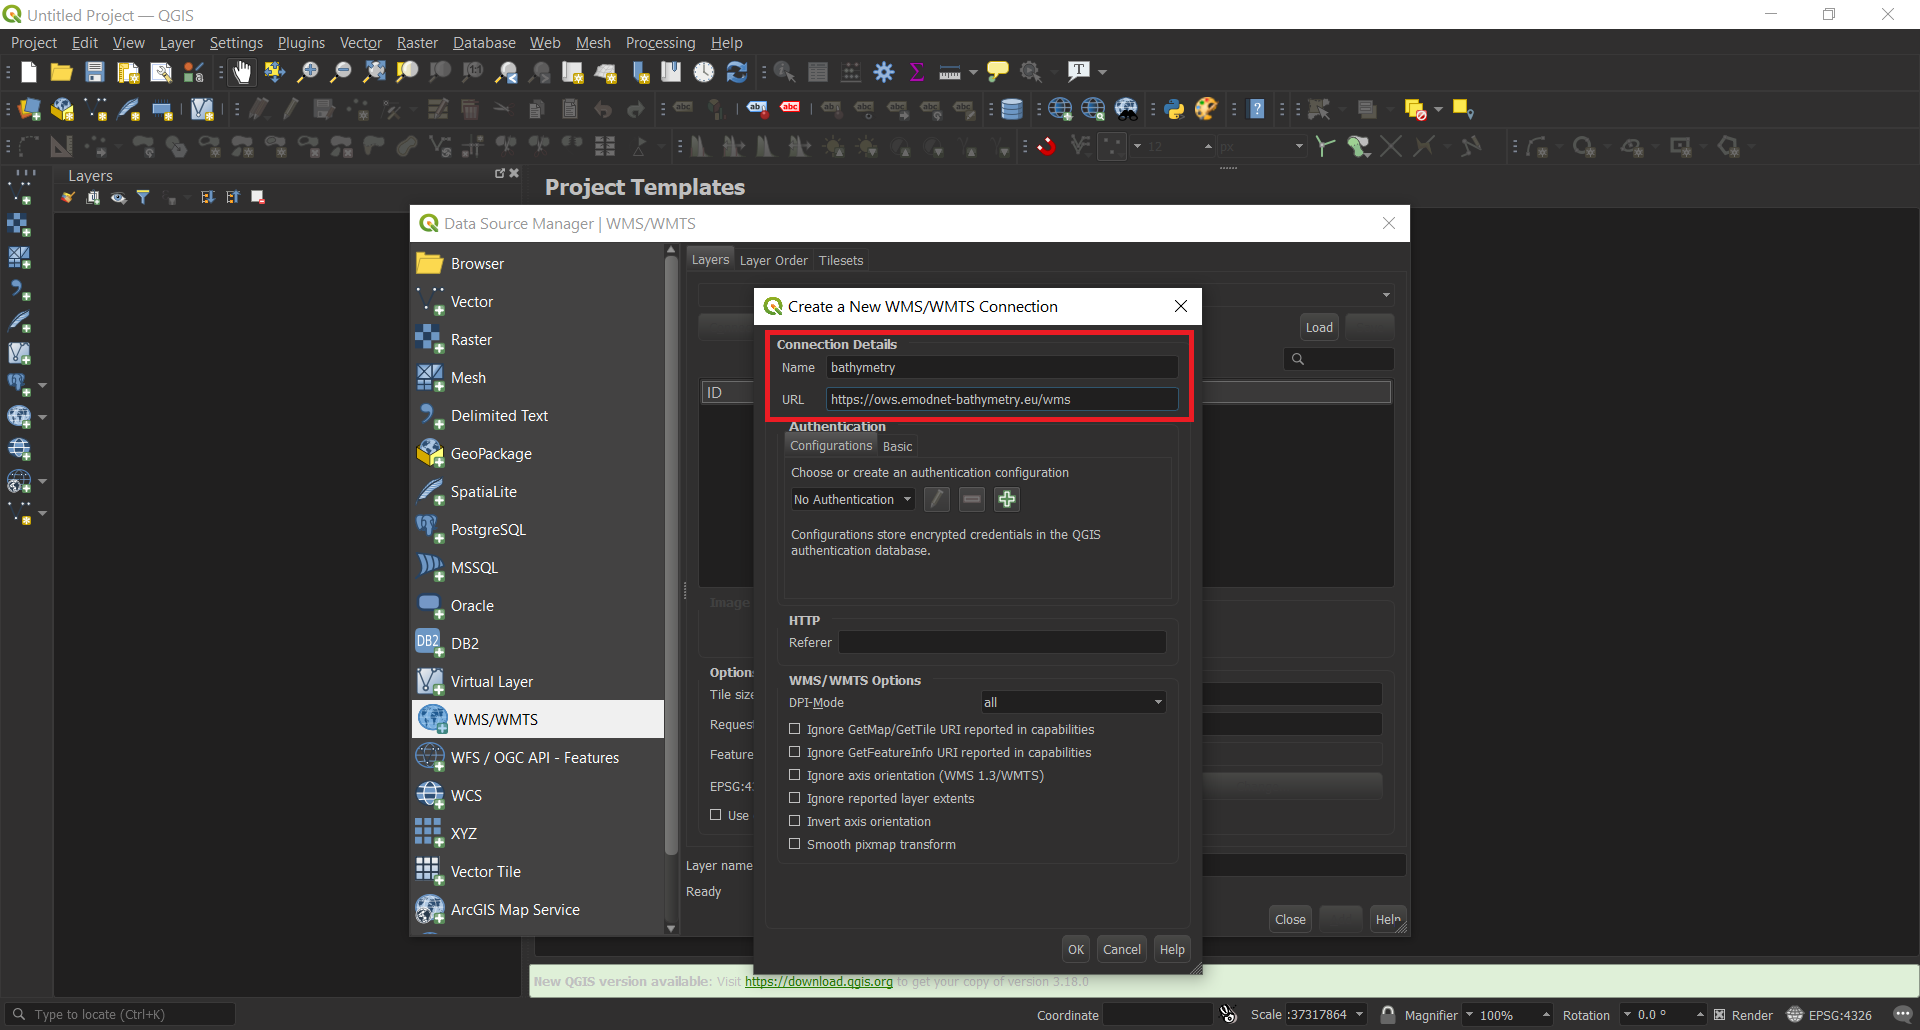 Untitled Project — QGIS
Project Edit View Layer Settings Plugins Vector Raster Database Web Mesh Processing Help
Layers
Project Templates
Data Source Manager | WMS/WMTS
Browser
Vector
Raster
Mesh
Delimited Text
GeoPackage
SpatiaLite
PostgreSQL
MSSQL
Oracle
DB2
Virtual Layer
WMS/WMTS
WFS / OGC API - Features
WCS
XYZ
Vector Tile
ArcGIS Map Service
Layers Layer Order Tilesets
Load
ID
Image
Option
Tile size
Request
Feature
EPSG:4
Use
Layer name
Ready
Close Help
Create a New WMS/WMTS Connection
Connection Details
Name bathymetry
URL https://ows.emodnet-bathymetry.eu/wms
Authentication
Configurations Basic
Choose or create an authentication configuration
No Authentication
Configurations store encrypted credentials in the QGIS
authentication database.
HTTP
Referer
WMS/WMTS Options
DPI-Mode all
Ignore GetMap/GetTile URI reported in capabilities
Ignore GetFeatureInfo URI reported in capabilities
Ignore axis orientation (WMS 1.3/WMTS)
Ignore reported layer extents
Invert axis orientation
Smooth pixmap transform
OK Cancel Help
New QGIS version available: Visit https://download.qgis.org to get your copy of version 3.18.0
Type to locate (Ctrl+K)
Coordinate Scale :37317864 Magnifier 100% Rotation 0.0 ° Render EPSG:4326